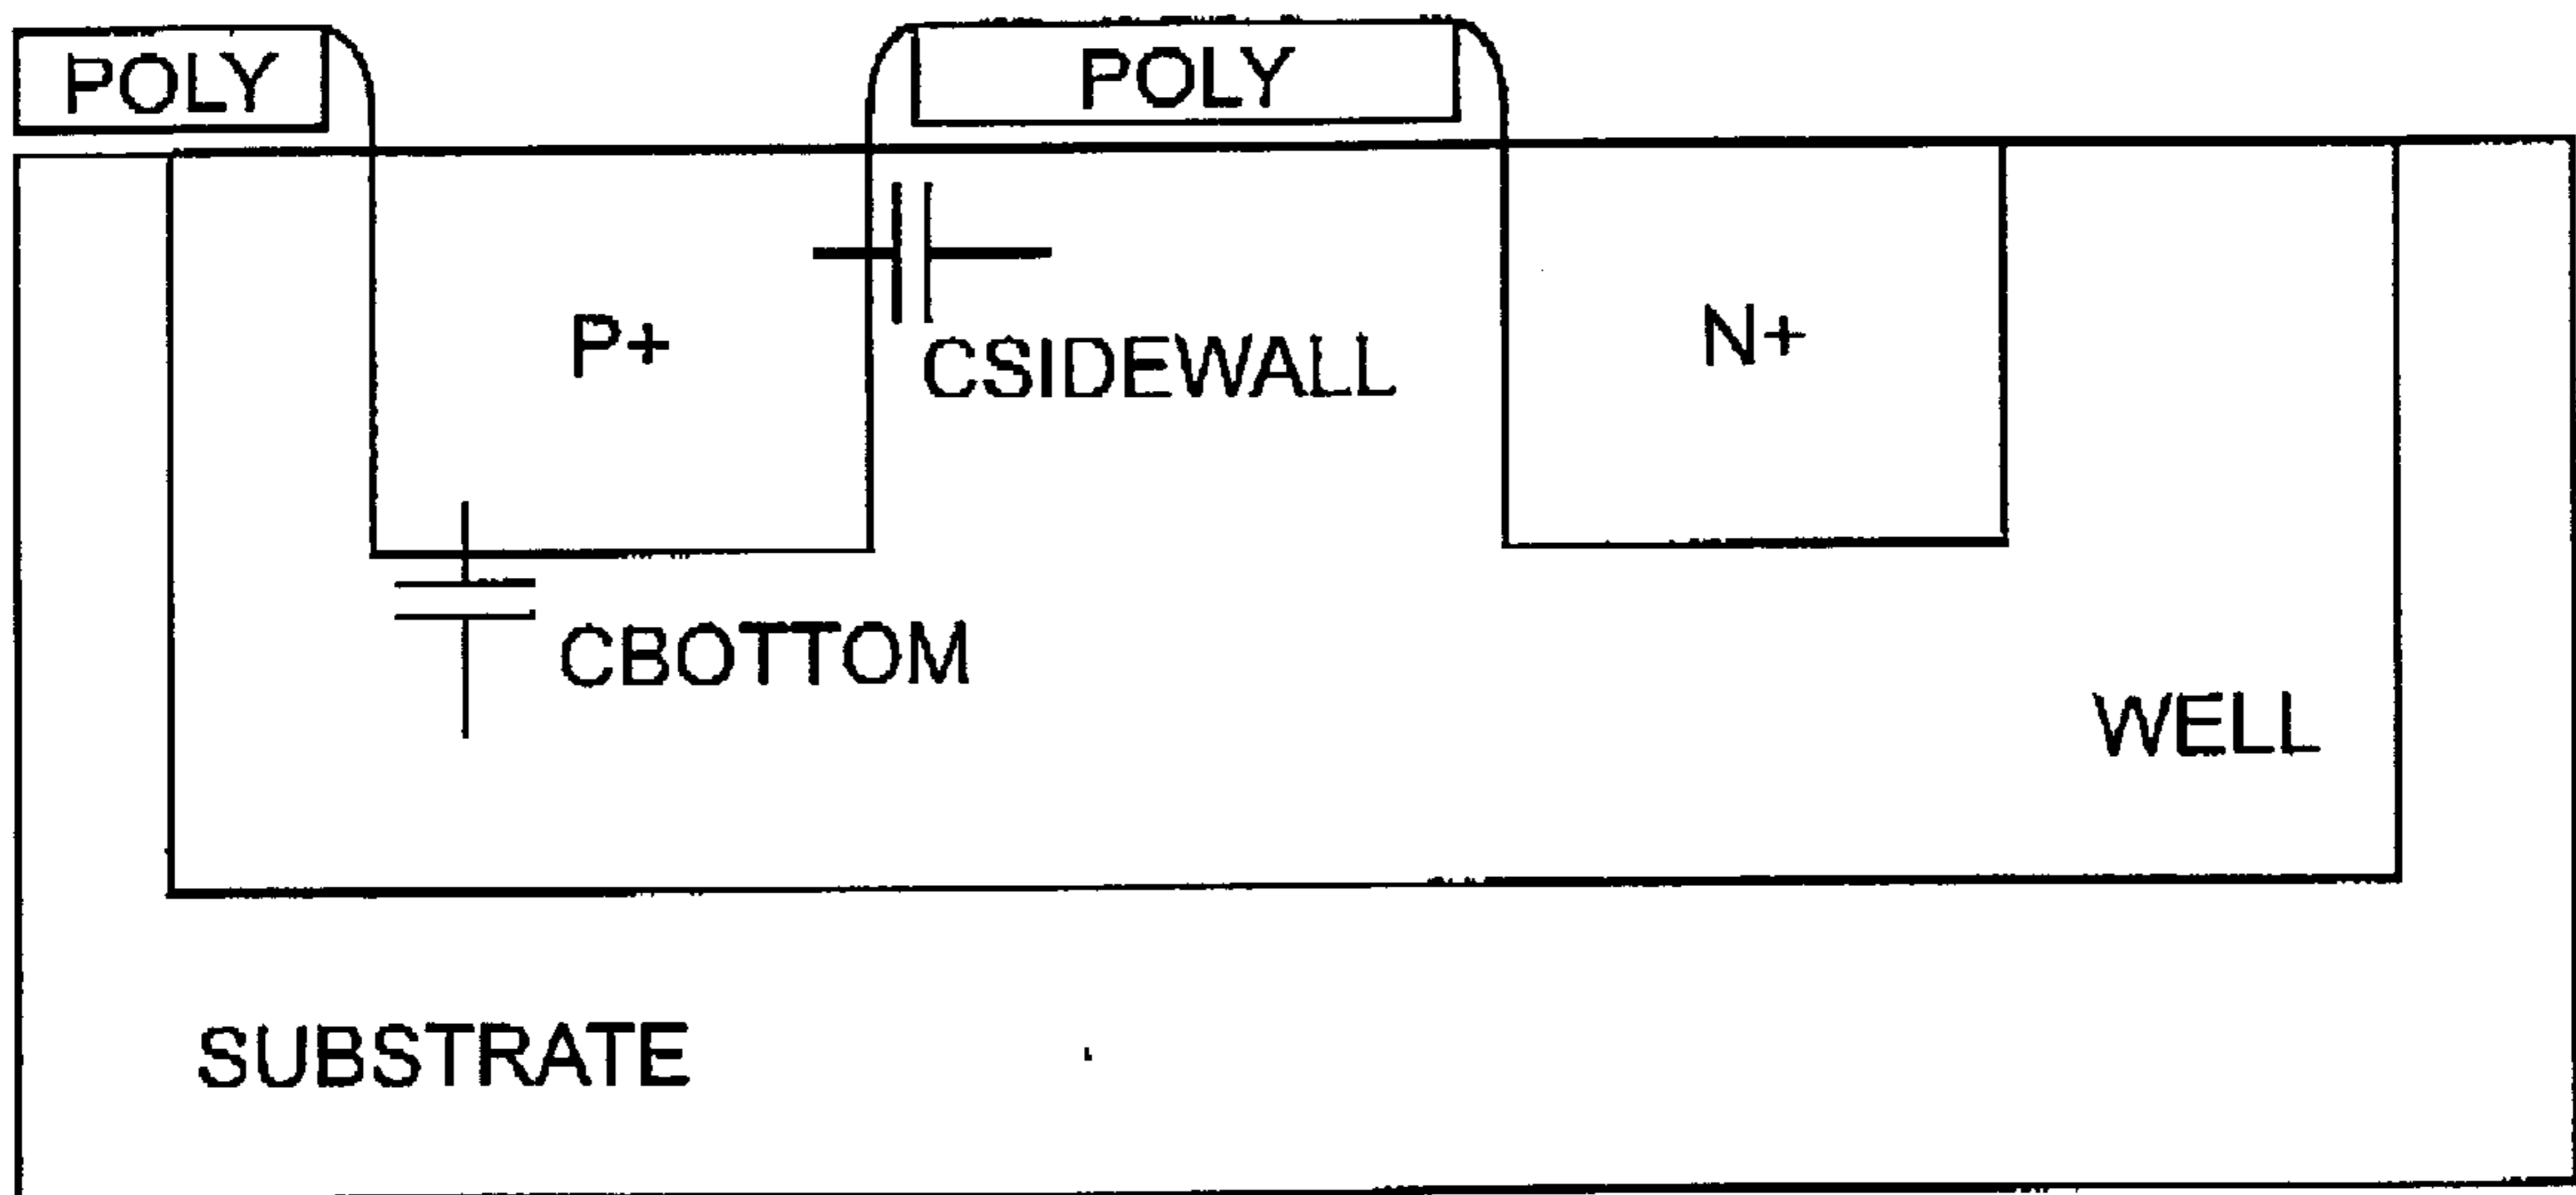 POLY
POLY
P+
CSIDEWALL
N+
CBOTTOM
WELL
SUBSTRATE